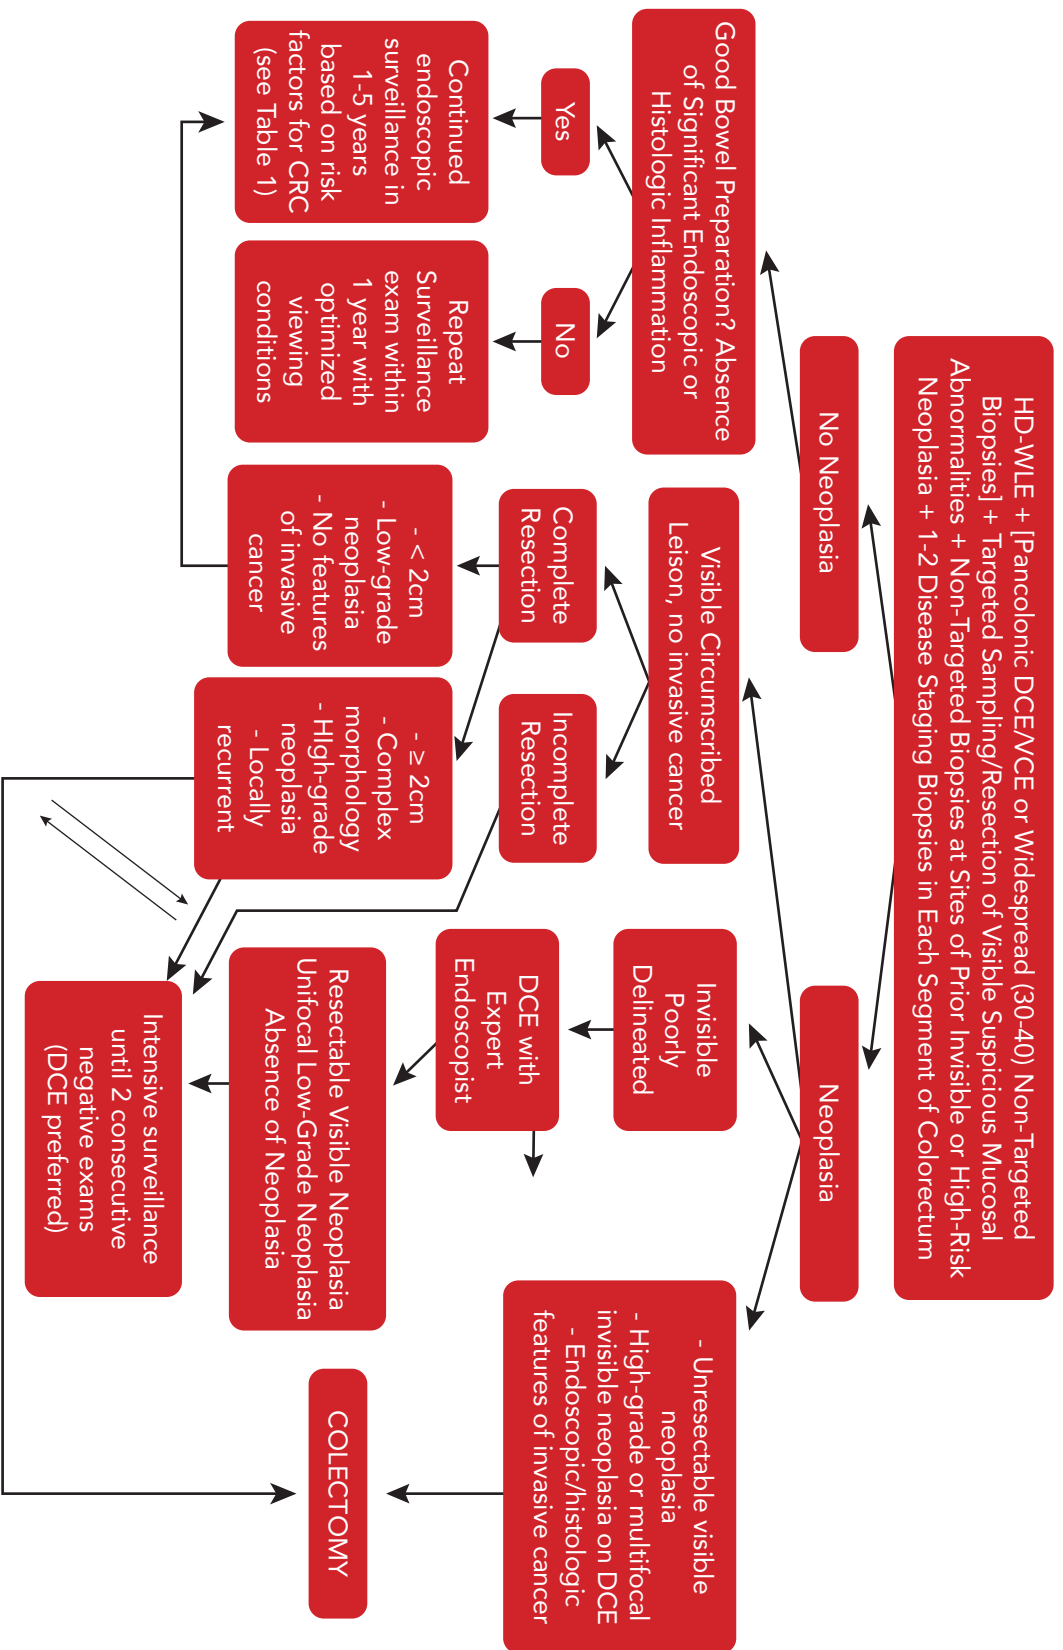 HD-WLE + [Pancolonic DCE/VCE or Widespread (30-40) Non-Targeted
Biopsies] + Targeted Sampling/Resection of Visible Suspicious Mucosal
Abnormalities + Non-Targeted Biopsies at Sites of Prior Invisible or High-Risk
Neoplasia + 1-2 Disease Staging Biopsies in Each Segment of Colorectum
No Neoplasia
Neoplasia
Good Bowel Preparation? Absence
of Significant Endoscopic or
Histologic Inflammation
Yes
No
Continued
endoscopic
surveillance in
1-5 years
based on risk
factors for CRC
(see Table 1)
Repeat
Surveillance
exam within
1 year with
optimized
viewing
conditions
Visible Circumscribed
Leison, no invasive cancer
Complete
Resection
Incomplete
Resection
- < 2cm
- Low-grade
neoplasia
- No features
of invasive
cancer
- ≥ 2cm
- Complex
morphology
- HIgh-grade
neoplasia
- Locally
recurrent
Invisible
Poorly
Delineated
DCE with
Expert
Endoscopist
Resectable Visible Neoplasia
Unifocal Low-Grade Neoplasia
Absence of Neoplasia
Intensive surveillance
until 2 consecutive
negative exams
(DCE preferred)
- Unresectable visible
neoplasia
- High-grade or multifocal
invisible neoplasia on DCE
- Endoscopic/histologic
features of invasive cancer
COLECTOMY